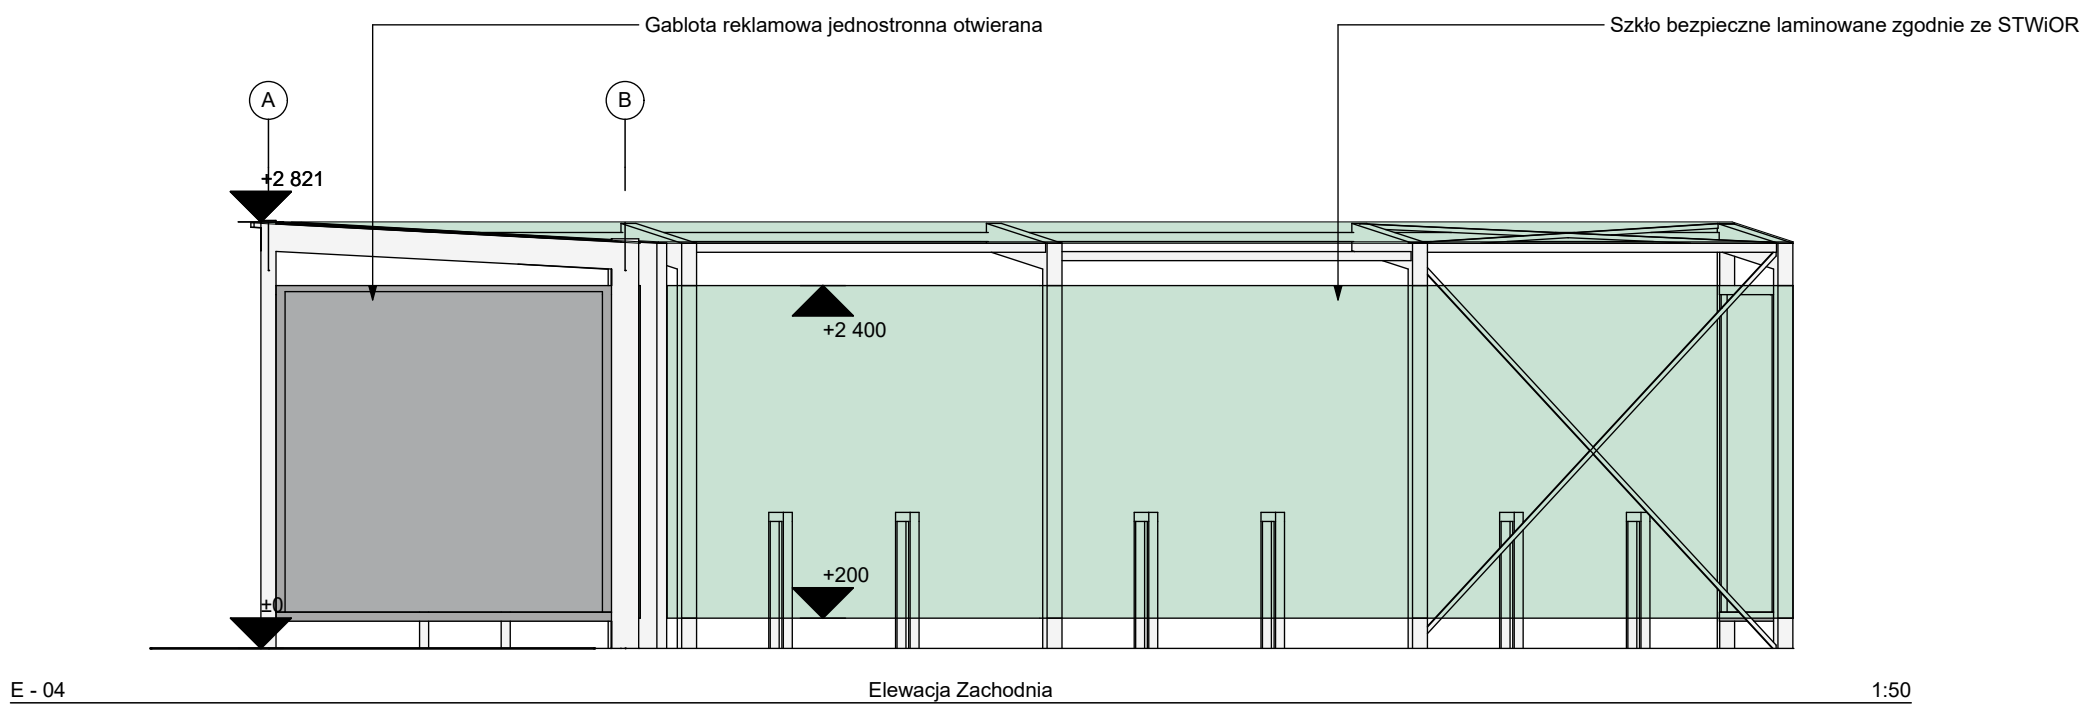 Gablota reklamowa jednostronna otwierana
Szkło bezpieczne laminowane zgodnie ze STWiOR
A
B
+2 821
+2 400
+200
±0
E - 04
Elewacja Zachodnia
1:50